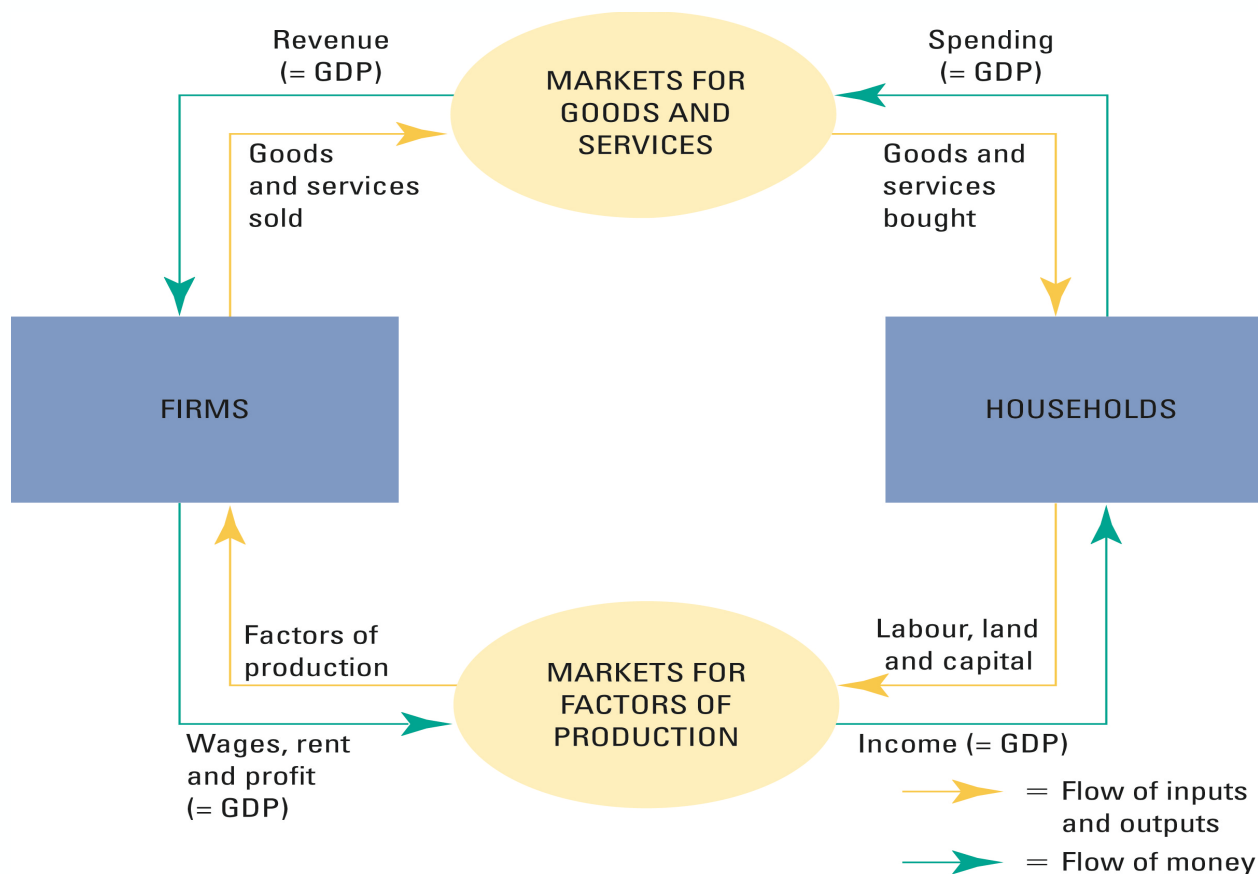 Revenue
(= GDP)
MARKETS FOR
GOODS AND
SERVICES
Spending
(= GDP)
Goods
and services
sold
Goods and
services
bought
FIRMS
HOUSEHOLDS
Factors of
production
MARKETS FOR
FACTORS OF
PRODUCTION
Labour, land
and capital
Wages, rent
and profit
(= GDP)
Income (= GDP)
= Flow of inputs
and outputs
= Flow of money